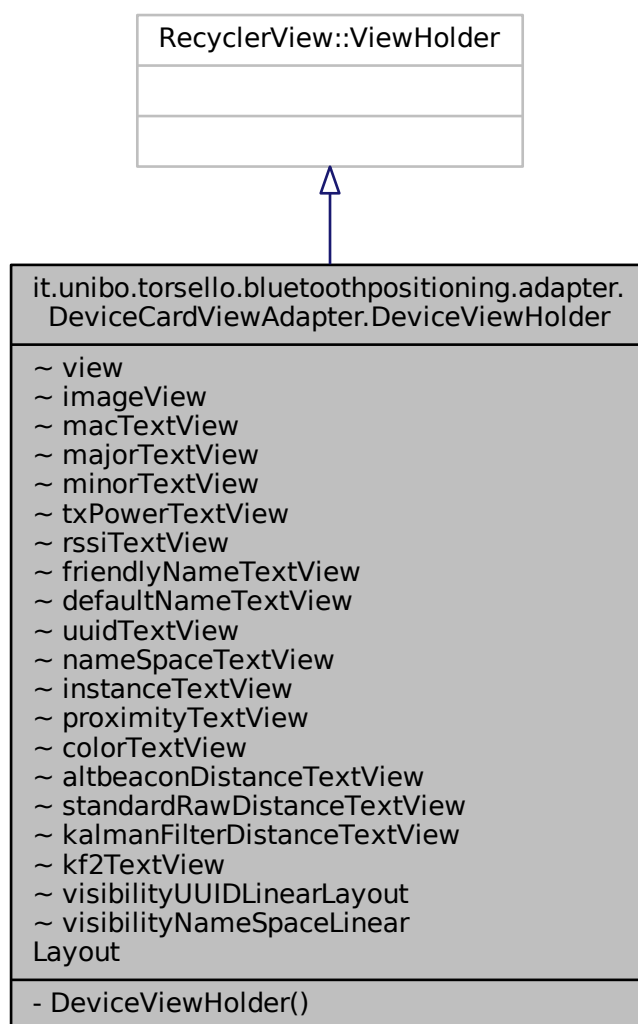 RecyclerView::ViewHolder
it.unibo.torsello.bluetoothpositioning.adapter.
DeviceCardViewAdapter.DeviceViewHolder
~ view
~ imageView
~ macTextView
~ majorTextView
~ minorTextView
~ txPowerTextView
~ rssiTextView
~ friendlyNameTextView
~ defaultNameTextView
~ uuidTextView
~ nameSpaceTextView
~ instanceTextView
~ proximityTextView
~ colorTextView
~ altbeaconDistanceTextView
~ standardRawDistanceTextView
~ kalmanFilterDistanceTextView
~ kf2TextView
~ visibilityUUIDLinearLayout
~ visibilityNameSpaceLinear
Layout
- DeviceViewHolder()